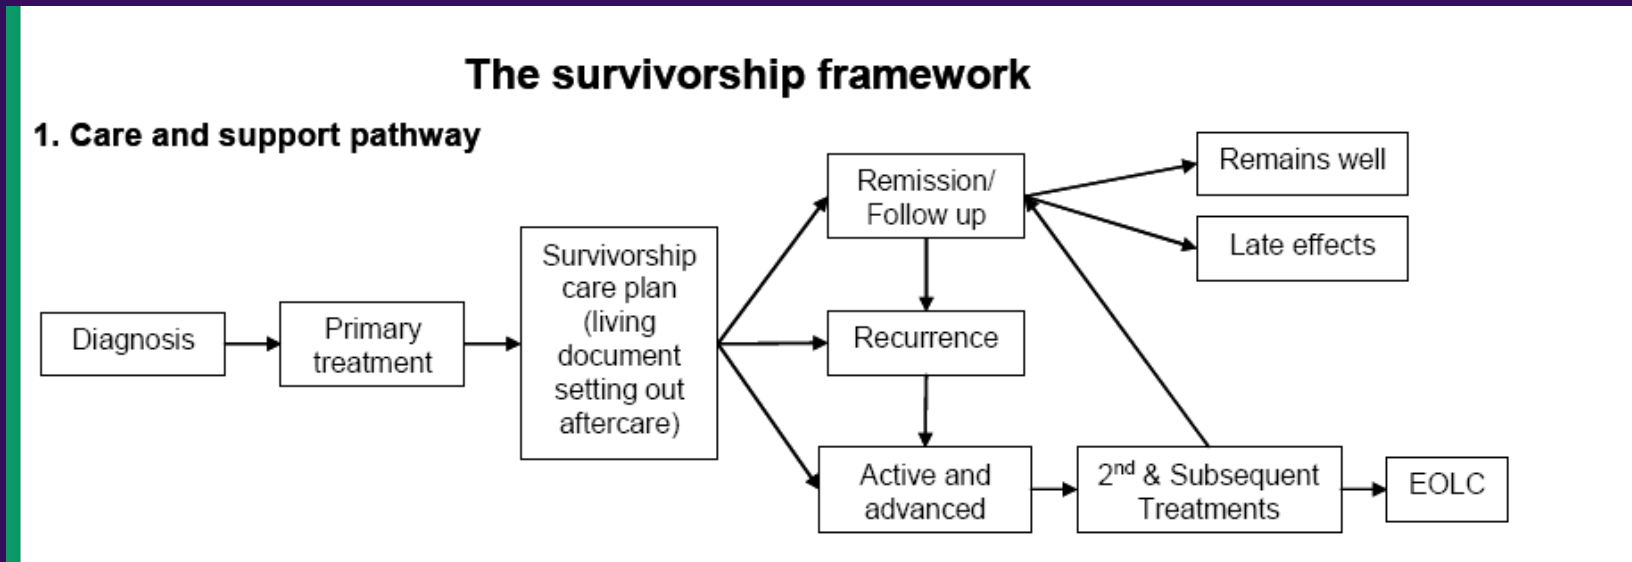 The survivorship framework
1. Care and support pathway
Diagnosis
Primary
treatment
Survivorship
care plan
(living
document
setting out
aftercare)
Remission/
Follow up
Recurrence
Active and
advanced
Remains well
Late effects
2nd & Subsequent
Treatments
EOLC